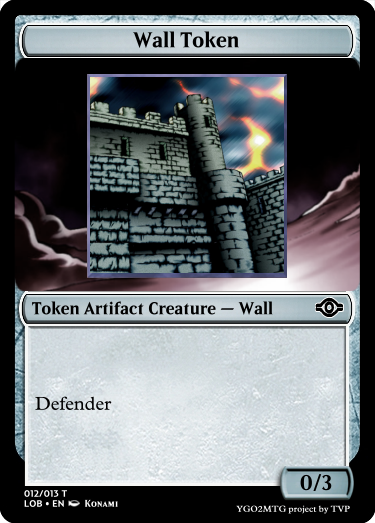 Wall Token
Token Artifact Creature — Wall
Defender
0/3
012/013 T
LOB • EN Konami
YGO2MTG project by TVP